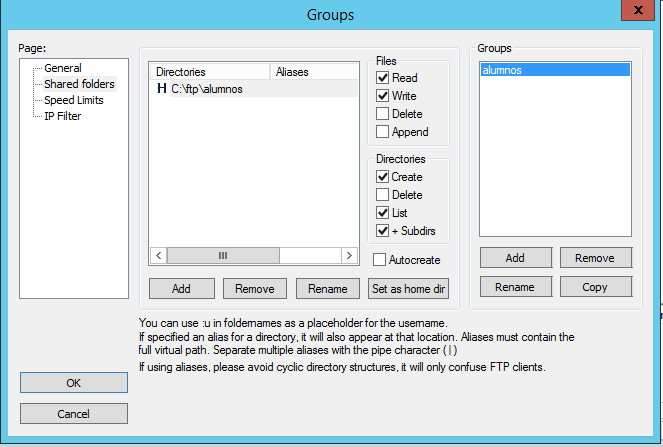 Groups
x
Page:
General
Shared folders
Speed Limits
IP Filter
Directories
Aliases
H C:\ftp\alumnos
Files
Read
Write
Delete
Append
Directories
Create
Delete
List
+ Subdirs
Autocreate
Add
Remove
Rename
Set as home dir
Groups
alumnos
Add
Remove
Rename
Copy
You can use :u in foldernames as a placeholder for the username.
If specified an alias for a directory, it will also appear at that location. Aliases must contain the
full virtual path. Separate multiple aliases with the pipe character ( | )
If using aliases, please avoid cyclic directory structures, it will only confuse FTP clients.
OK
Cancel